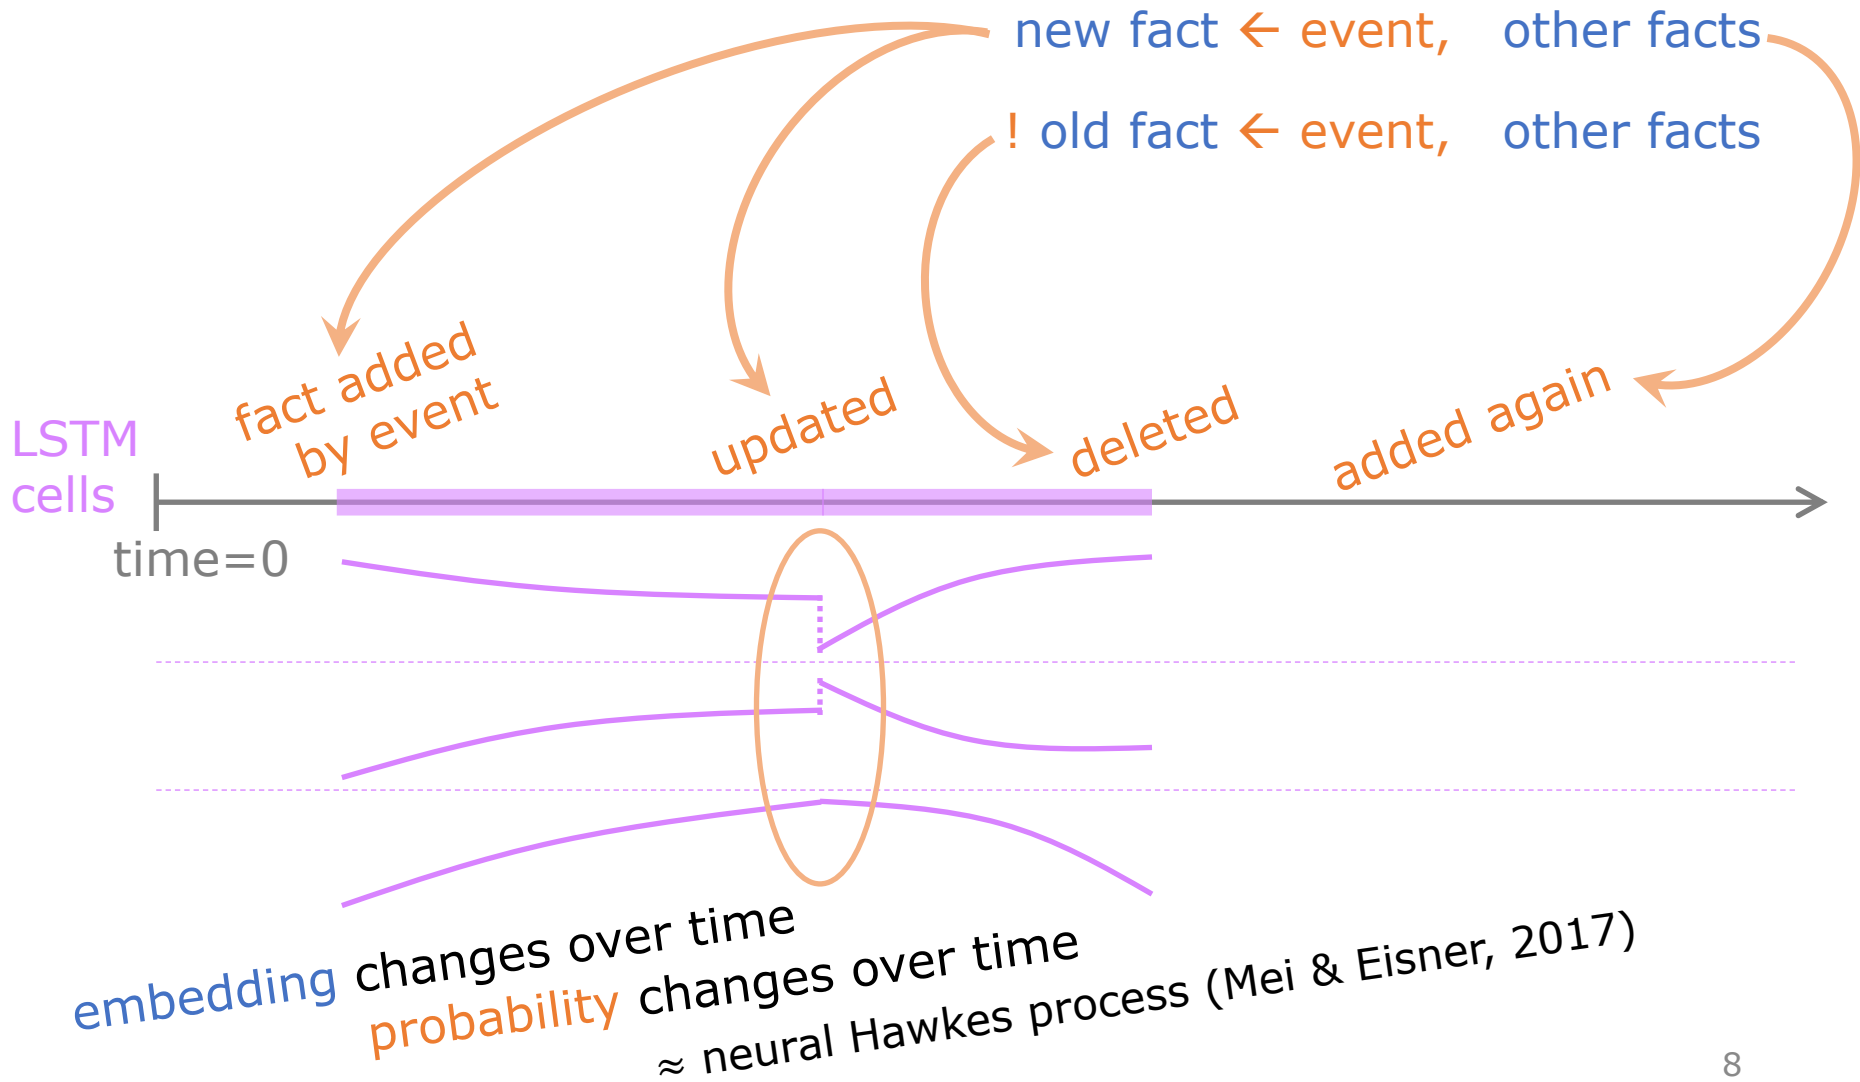 new fact ← event, other facts
! old fact ← event, other facts
fact added
by event
updated
deleted
added again
LSTM
cells
time=0
embedding changes over time
probability changes over time
≈ neural Hawkes process (Mei & Eisner, 2017)
8